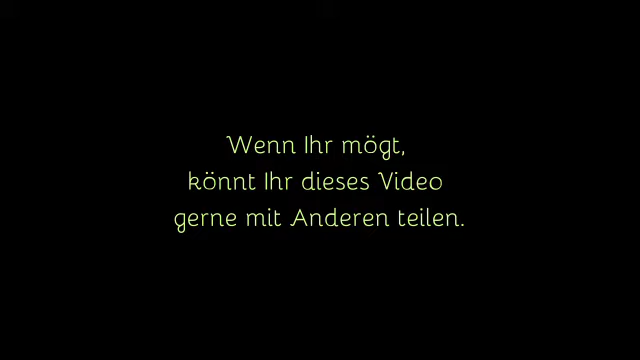 Wenn Ihr mögt,
könnt Ihr dieses Video
gerne mit Anderen teilen.